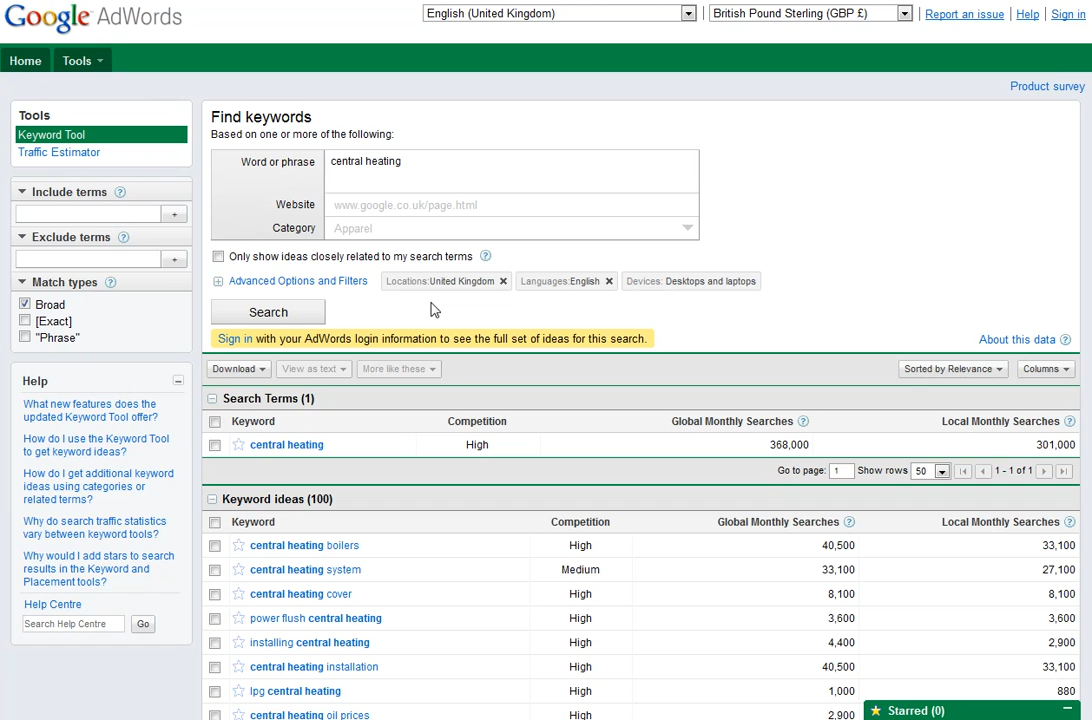 Google AdWords
English (United Kingdom)
British Pound Sterling (GBP £)
Report an issue
Help
Sign in
Home
Tools
Product survey
Tools
Keyword Tool
Traffic Estimator
Include terms ?
+
Exclude terms ?
+
Match types ?
Broad
[Exact]
"Phrase"
Help
What new features does the
updated Keyword Tool offer?
How do I use the Keyword Tool
to get keyword ideas?
How do I get additional keyword
ideas using categories or
related terms?
Why do search traffic statistics
vary between keyword tools?
Why would I add stars to search
results in the Keyword and
Placement tools?
Help Centre
Search Help Centre Go
Find keywords
Based on one or more of the following:
Word or phrase central heating
Website www.google.co.uk/page.html
Category Apparel
Only show ideas closely related to my search terms ?
Advanced Options and Filters Locations: United Kingdom × Languages: English × Devices: Desktops and laptops
Search
Sign in with your AdWords login information to see the full set of ideas for this search.
About this data ?
Download View as text More like these Sorted by Relevance Columns
Search Terms (1)
Keyword Competition Global Monthly Searches ? Local Monthly Searches ?
central heating High 368,000 301,000
Go to page: 1 Show rows 50 1 - 1 of 1
Keyword ideas (100)
Keyword Competition Global Monthly Searches ? Local Monthly Searches ?
central heating boilers High 40,500 33,100
central heating system Medium 33,100 27,100
central heating cover High 8,100 8,100
power flush central heating High 3,600 3,600
installing central heating High 4,400 2,900
central heating installation High 40,500 33,100
lpg central heating High 1,000 880
central heating oil prices High 2,900
Starred (0)